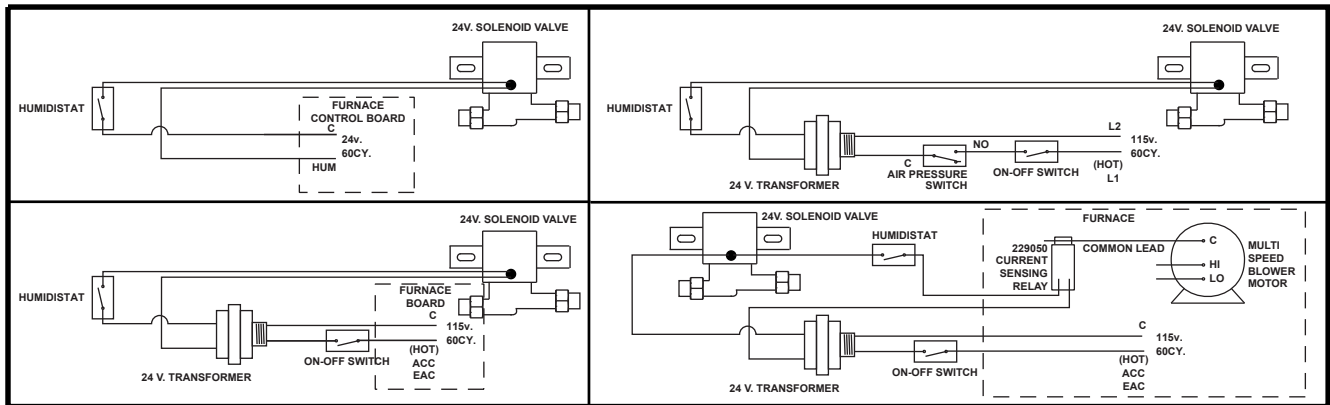 24V. SOLENOID VALVE
HUMIDISTAT
FURNACE
CONTROL BOARD
C
24v.
60CY.
HUM
24V. SOLENOID VALVE
HUMIDISTAT
L2
115v.
NO
60CY.
(HOT)
L1
C
AIR PRESSURE
SWITCH
ON-OFF SWITCH
24 V. TRANSFORMER
24V. SOLENOID VALVE
HUMIDISTAT
FURNACE
BOARD
C
115v.
60CY.
(HOT)
ACC
EAC
ON-OFF SWITCH
24 V. TRANSFORMER
24V. SOLENOID VALVE
HUMIDISTAT
FURNACE
229050
CURRENT
SENSING
RELAY
COMMON LEAD
C
HI
LO
MULTI
SPEED
BLOWER
MOTOR
C
115v.
60CY.
(HOT)
ACC
EAC
ON-OFF SWITCH
24 V. TRANSFORMER